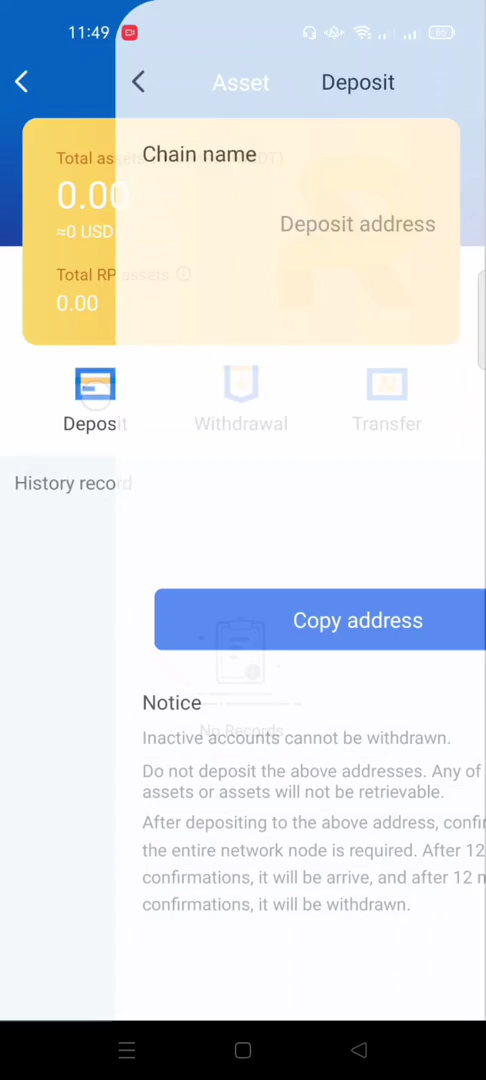 11:49
86
Asset
Deposit
Total assets
DT)
Chain name
0.00
≈0 USD
Deposit address
Total RP assets
0.00
Deposit
Withdrawal
Transfer
History record
Copy address
Notice
No Records
Inactive accounts cannot be withdrawn.
Do not deposit the above addresses. Any of
assets or assets will not be retrievable.
After depositing to the above address, confir
the entire network node is required. After 12
confirmations, it will be arrive, and after 12 n
confirmations, it will be withdrawn.